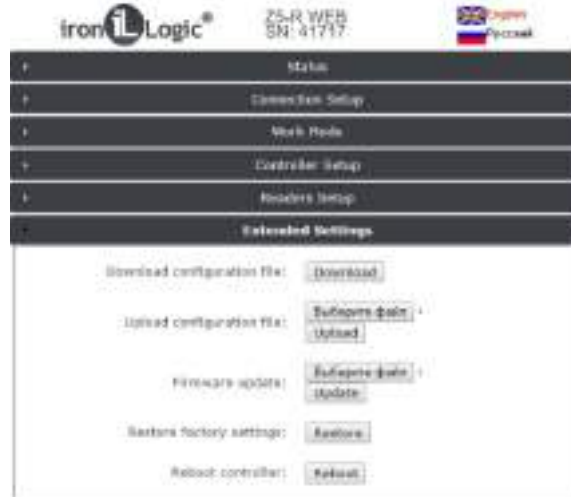 iron Logic®
Z5-R WEB
SN: 41717
English
Русский
Status
Connection Setup
Work Mode
Controller Setup
Readers Setup
Extended Settings
Download configuration file: Download
Upload configuration file: Выберите файл
Upload
Firmware update: Выберите файл
Update
Restore factory settings: Restore
Reboot controller: Reboot